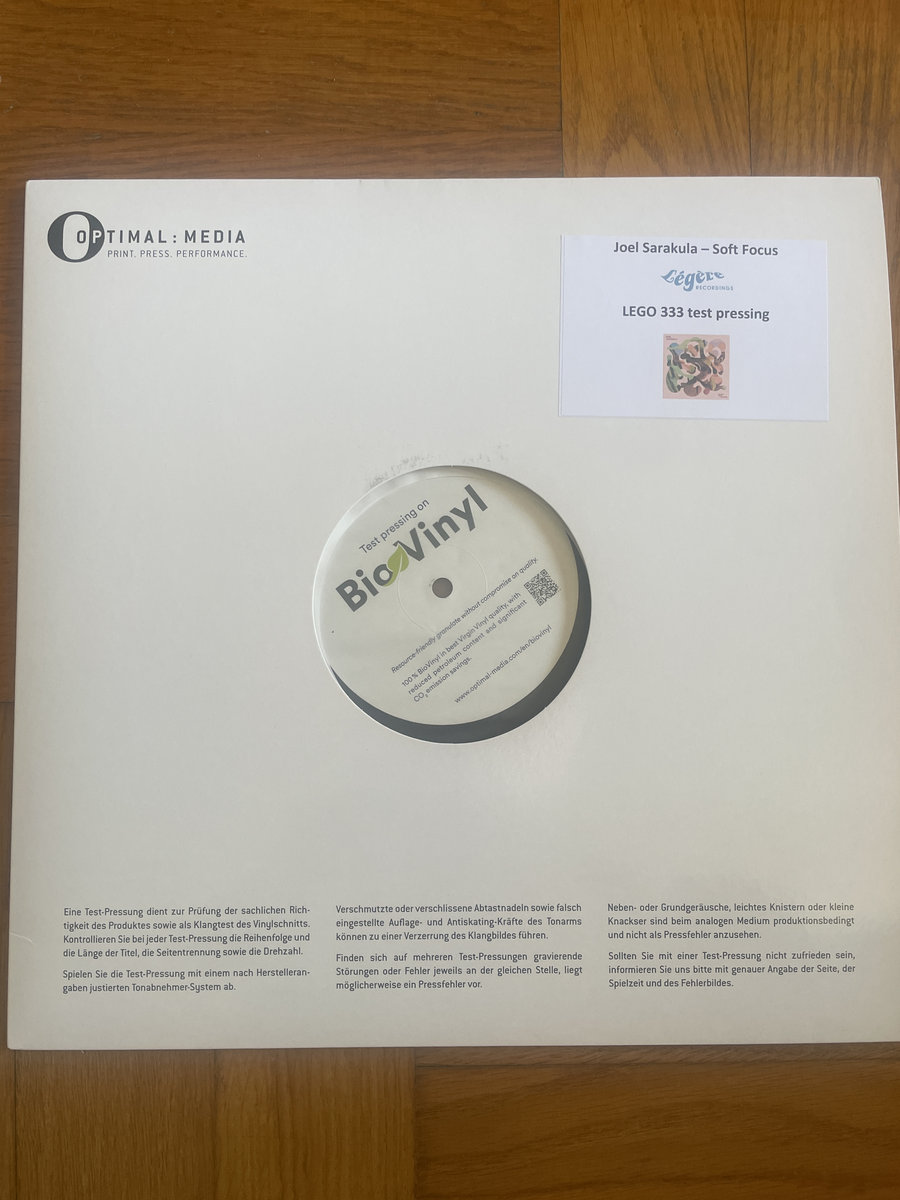 OPTIMAL : MEDIA
PRINT. PRESS. PERFORMANCE.
Joel Sarakula – Soft Focus
Légère
RECORDINGS
LEGO 333 test pressing
Test pressing on
BioVinyl
Resource-friendly granulate without compromise on quality.
100 % BioVinyl in best Virgin Vinyl quality, with
reduced petroleum content and significant
CO₂ emission savings.
www.optimal-media.com/en/biovinyl
Eine Test-Pressung dient zur Prüfung der sachlichen Rich-
tigkeit des Produktes sowie als Klangtest des Vinylschnitts.
Kontrollieren Sie bei jeder Test-Pressung die Reihenfolge und
die Länge der Titel, die Seitentrennung sowie die Drehzahl.
Spielen Sie die Test-Pressung mit einem nach Herstelleran-
gaben justierten Tonabnehmer-System ab.
Verschmutzte oder verschlissene Abtastnadeln sowie falsch
eingestellte Auflage- und Antiskating-Kräfte des Tonarms
können zu einer Verzerrung des Klangbildes führen.
Finden sich auf mehreren Test-Pressungen gravierende
Störungen oder Fehler jeweils an der gleichen Stelle, liegt
möglicherweise ein Pressfehler vor.
Neben- oder Grundgeräusche, leichtes Knistern oder kleine
Knackser sind beim analogen Medium produktionsbedingt
und nicht als Pressfehler anzusehen.
Sollten Sie mit einer Test-Pressung nicht zufrieden sein,
informieren Sie uns bitte mit genauer Angabe der Seite, der
Spielzeit und des Fehlerbildes.